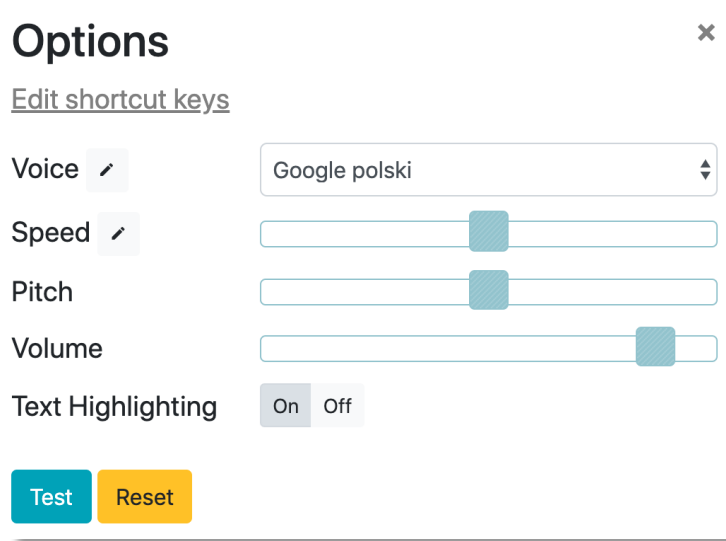 Options
Edit shortcut keys
Voice
Google polski
Speed
Pitch
Volume
Text Highlighting
On Off
Test Reset